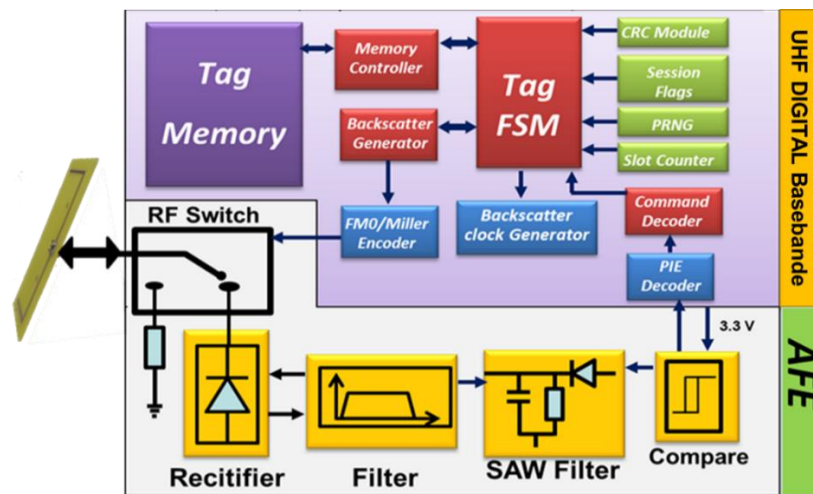 Tag
Memory
Memory
Controller
Tag
FSM
CRC Module
Session
Flags
PRNG
Slot Counter
Backscatter
Generator
FM0/Miller
Encoder
Backscatter
clock Generator
Command
Decoder
PIE
Decoder
UHF DIGITAL Basebande
RF Switch
3.3 V
AFE
Recitifier
Filter
SAW Filter
Compare